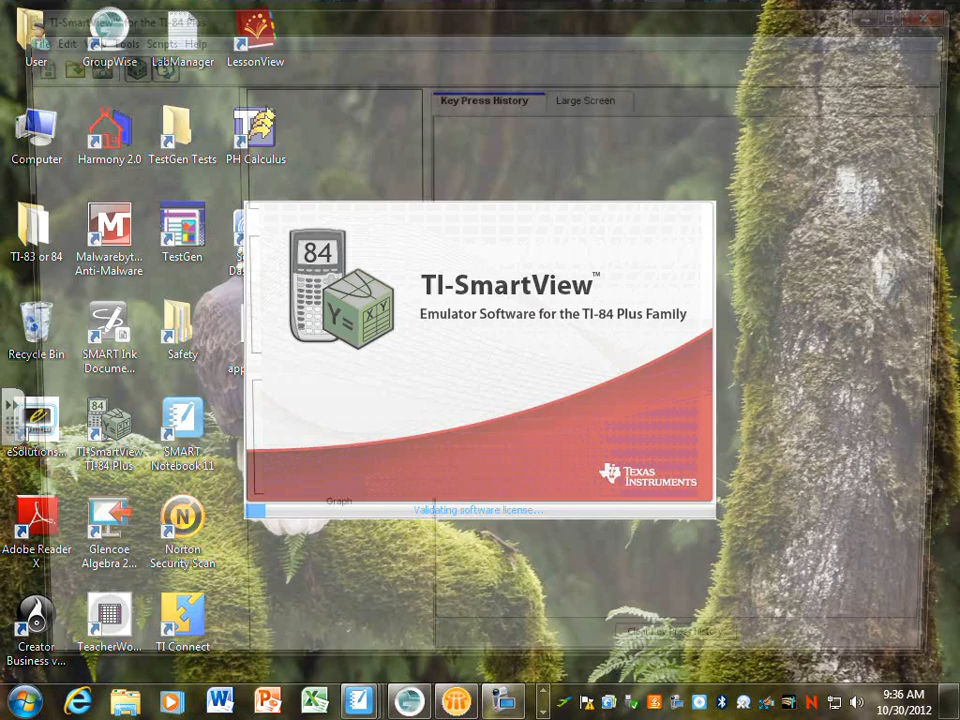 TI-SmartView™ for the TI-84 Plus
File Edit View Tools Scripts Help
User
GroupWise
LabManager
LessonView
Key Press History
Large Screen
Computer
Harmony 2.0
TestGen Tests
PH Calculus
84
TI-SmartView™
Y=
X Y
Emulator Software for the TI-84 Plus Family
TI-83 or 84
Malwarebyt...
Anti-Malware
TestGen
Recycle Bin
SMART Ink
Docume...
Safety
eSolutions...
84
TI-SmartView
TI-84 Plus
SMART
Notebook 11
TEXAS
INSTRUMENTS
Graph
Validating software license...
Adobe Reader
X
Glencoe
Algebra 2...
Norton
Security Scan
Creator
Business v...
TeacherWo...
TI Connect
9:36 AM
10/30/2012